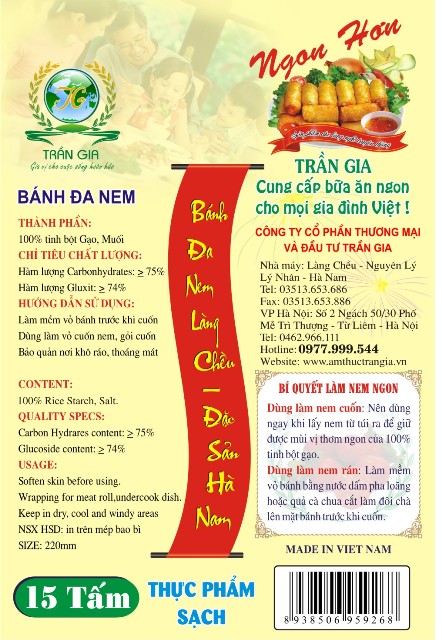 TG
TRẦN GIA
Gia vị cho cuộc sống hoàn hảo
Ngon Hơn
BÁNH ĐA NEM
THÀNH PHẦN:
100% tinh bột Gạo, Muối
CHỈ TIÊU CHẤT LƯỢNG:
Hàm lượng Carbonhydrates: > 75%
Hàm lượng Gluxit: > 74%
HƯỚNG DẪN SỬ DỤNG:
Làm mềm vỏ bánh trước khi cuốn
Dùng làm vỏ cuốn nem, gỏi cuốn
Bảo quản nơi khô ráo, thoáng mát
CONTENT:
100% Rice Starch, Salt.
QUALITY SPECS:
Carbon Hydrares content: > 75%
Glucoside content: > 74%
USAGE:
Soften skin before using.
Wrapping for meat roll,undercook dish.
Keep in dry, cool and windy areas
NSX HSD: in trên mép bao bì
SIZE: 220mm
Bánh
Đa
Nem
Làng
Chều
–
Đặc
Sản
Hà
Nam
TRẦN GIA
Cung cấp bữa ăn ngon
cho mọi gia đình Việt !
CÔNG TY CỔ PHẦN THƯƠNG MẠI
VÀ ĐẦU TƯ TRẦN GIA
Nhà máy: Làng Chều - Nguyên Lý
Lý Nhân - Hà Nam
Tel: 03513.653.686
Fax: 03513.653.886
VP Hà Nội: Số 2 Ngách 50/30 Phố
Mễ Trì Thượng - Từ Liêm - Hà Nội
Tel: 0462.966.111
Hotline: 0977.999.544
Website: www.amthuctrangia.vn
BÍ QUYẾT LÀM NEM NGON
Dùng làm nem cuốn: Nên dùng
ngay khi lấy nem từ túi ra để giữ
được mùi vị thơm ngon của 100%
tinh bột gạo.
Dùng làm nem rán: Làm mềm
vỏ bánh bằng nước dấm pha loãng
hoặc quả cà chua cắt làm đôi chà
lên mặt bánh trước khi cuốn.
MADE IN VIET NAM
15 Tấm
THỰC PHẨM
SẠCH
8 938506 959268